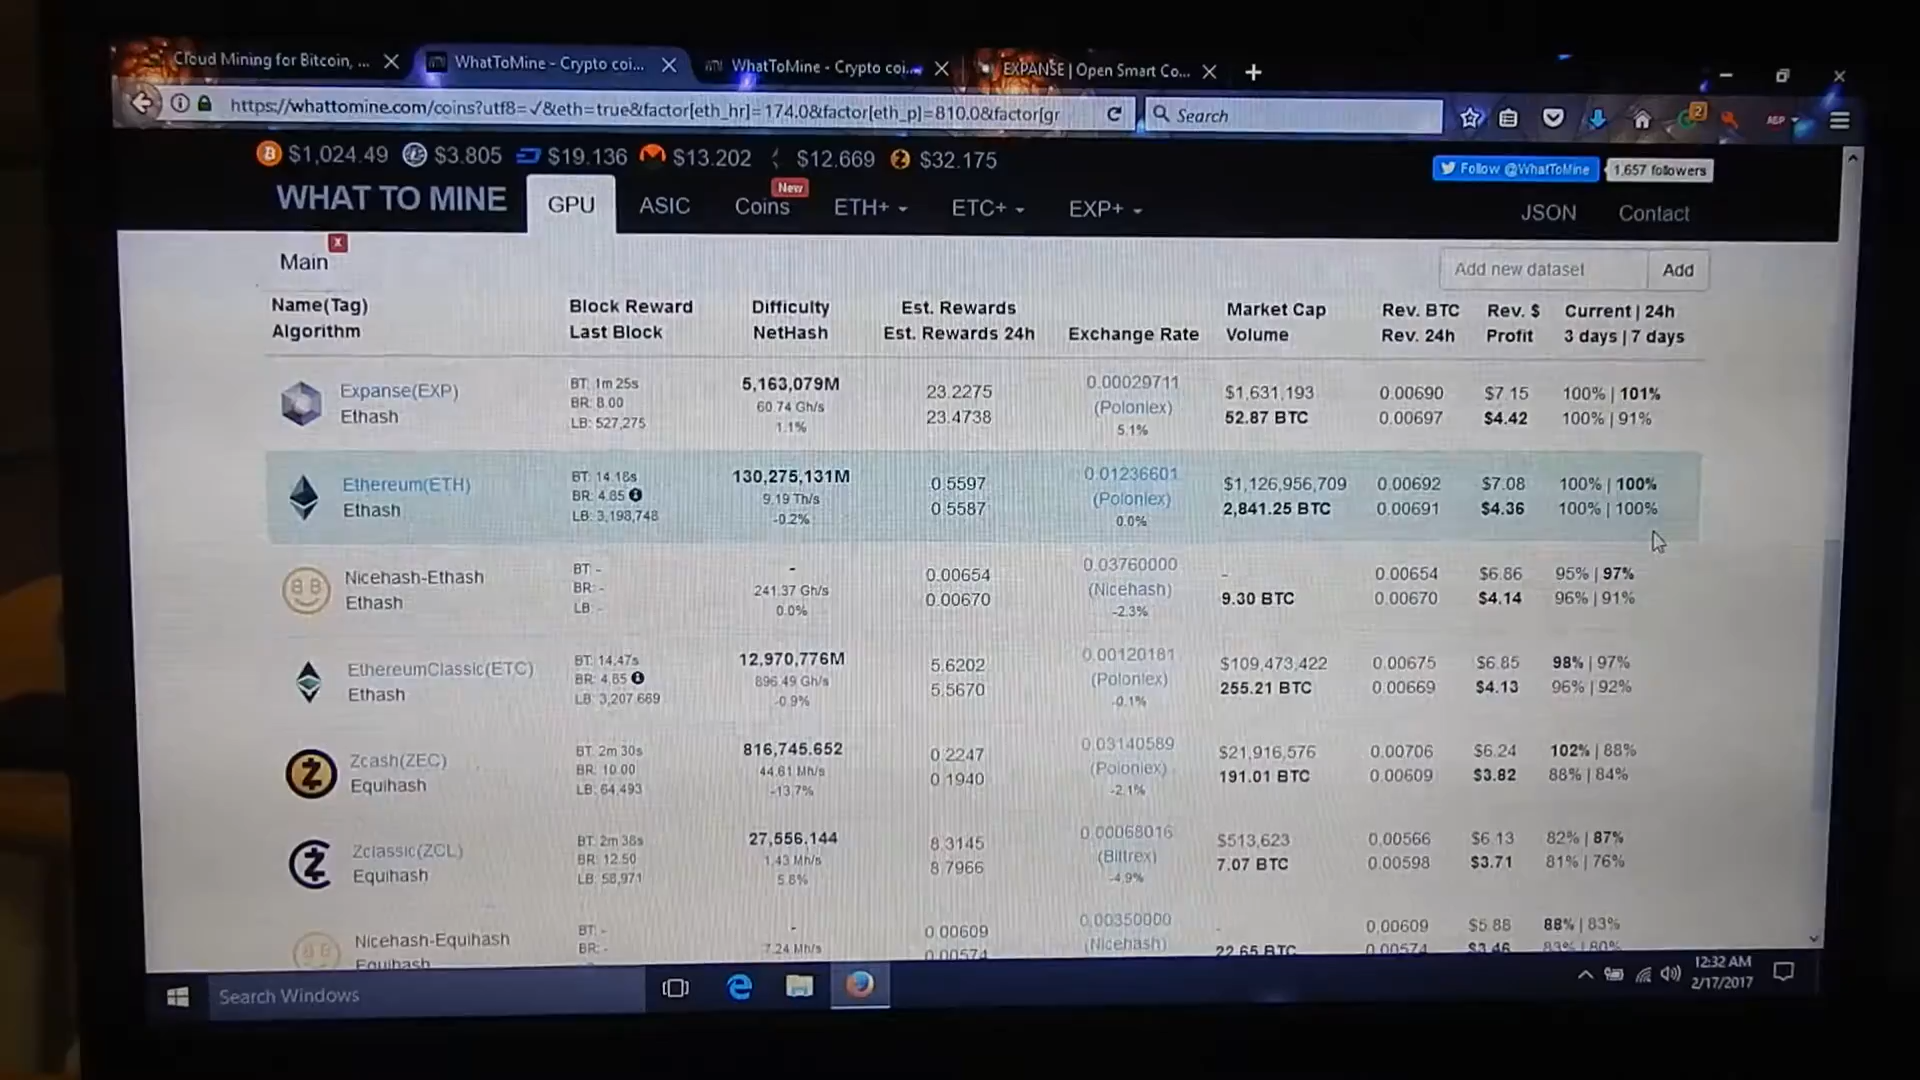 Cloud Mining for Bitcoin, ...
WhatToMine - Crypto coi...
WhatToMine - Crypto coi...
EXPANSE | Open Smart Co...
https://whattomine.com/coins?utf8=✓&eth=true&factor[eth_hr]=174.0&factor[eth_p]=810.0&factor[gr
Search
2
ABP
$1,024.49 $3.805 $19.136 $13.202 $12.669 $32.175
Follow @WhatToMine 1,657 followers
WHAT TO MINE GPU ASIC Coins New ETH+ ETC+ EXP+ JSON Contact
Main x
Add new dataset Add
Name(Tag) Block Reward Difficulty Est. Rewards Market Cap Rev. BTC Rev. $ Current | 24h
Algorithm Last Block NetHash Est. Rewards 24h Exchange Rate Volume Rev. 24h Profit 3 days | 7 days
Expanse(EXP) BT: 1m 25s 5,163,079M 23.2275 0.00029711 $1,631,193 0.00690 $7.15 100% | 101%
Ethash BR: 8.00 60.74 Gh/s 23.4738 (Poloniex) 52.87 BTC 0.00697 $4.42 100% | 91%
LB: 527,275 1.1% 5.1%
Ethereum(ETH) BT: 14.18s 130,275,131M 0.5597 0.01236601 $1,126,956,709 0.00692 $7.08 100% | 100%
Ethash BR: 4.85 9.19 Th/s 0.5587 (Poloniex) 2,841.25 BTC 0.00691 $4.36 100% | 100%
LB: 3,198,748 -0.2% 0.0%
Nicehash-Ethash BT: - - 0.00654 0.03760000 - 0.00654 $6.86 95% | 97%
Ethash BR: - 241.37 Gh/s 0.00670 (Nicehash) 9.30 BTC 0.00670 $4.14 96% | 91%
LB: - 0.0% -2.3%
EthereumClassic(ETC) BT: 14.47s 12,970,776M 5.6202 0.00120181 $109,473,422 0.00675 $6.85 98% | 97%
Ethash BR: 4.85 896.49 Gh/s 5.5670 (Poloniex) 255.21 BTC 0.00669 $4.13 96% | 92%
LB: 3,207,669 -0.9% -0.1%
Zcash(ZEC) BT: 2m 30s 816,745.652 0.2247 0.03140589 $21,916,576 0.00706 $6.24 102% | 88%
Equihash BR: 10.00 44.61 Mh/s 0.1940 (Poloniex) 191.01 BTC 0.00609 $3.82 88% | 84%
LB: 64,493 -13.7% -2.1%
Zclassic(ZCL) BT: 2m 38s 27,556.144 8.3145 0.00068016 $513,623 0.00566 $6.13 82% | 87%
Equihash BR: 12.50 1.43 Mh/s 8.7966 (Bittrex) 7.07 BTC 0.00598 $3.71 81% | 76%
LB: 58,971 5.8% -4.9%
Nicehash-Equihash BT: - - 0.00609 0.00350000 - 0.00609 $5.88 88% | 83%
Equihash BR: - 7.24 Mh/s 0.00574 (Nicehash) 22.65 BTC 0.00574 $3.46 83% | 80%
Search Windows
12:32 AM
2/17/2017